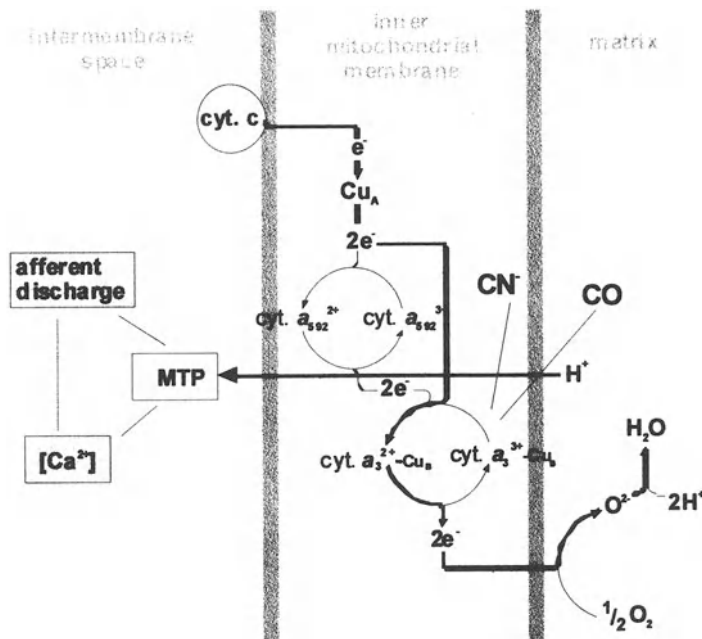 intermembrane
space
inner
mitochondrial
membrane
matrix
cyt. c
e⁻
Cu_A
2e⁻
afferent
discharge
CN⁻
CO
cyt. a₅₉₂²⁺
cyt. a₅₉₂³
MTP
2e⁻
H⁺
[Ca²⁺]
cyt. a₃²⁺-Cu_B
cyt. a₃³⁺-Cu_B
H₂O
O²⁻
2H⁺
2e⁻
½O₂